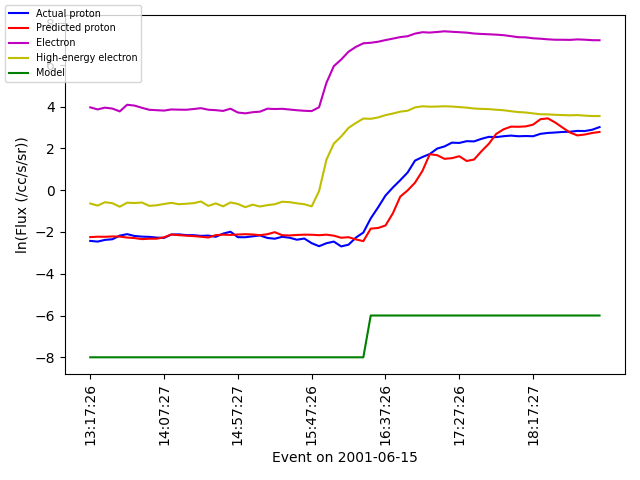 Actual proton
Predicted proton
Electron
High-energy electron
Model
8
6
4
2
0
−2
−4
−6
−8
ln(Flux (/cc/s/sr))
13:17:26
14:07:27
14:57:27
15:47:26
16:37:26
17:27:26
18:17:27
Event on 2001-06-15